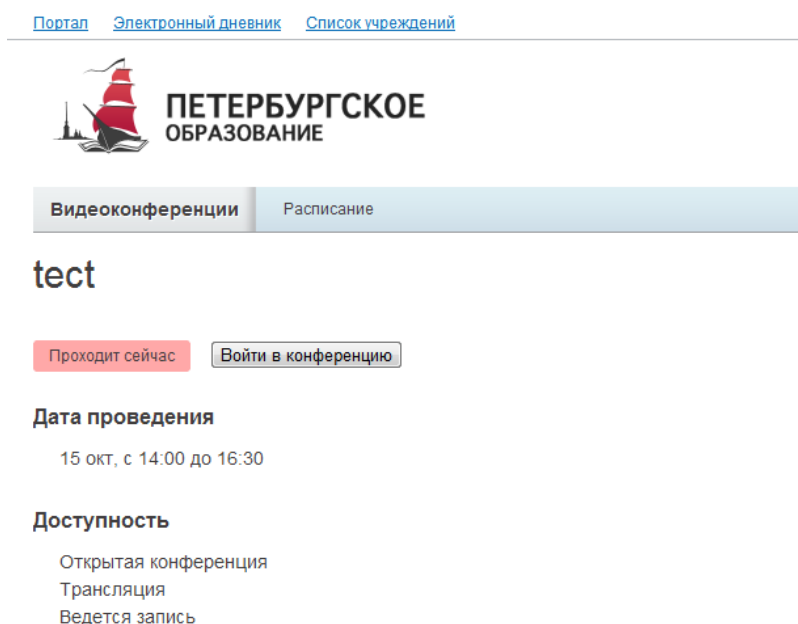 Портал Электронный дневник Список учреждений
ПЕТЕРБУРГСКОЕ
ОБРАЗОВАНИЕ
Видеоконференции Расписание
tect
Проходит сейчас Войти в конференцию
Дата проведения
15 окт, с 14:00 до 16:30
Доступность
Открытая конференция
Трансляция
Ведется запись